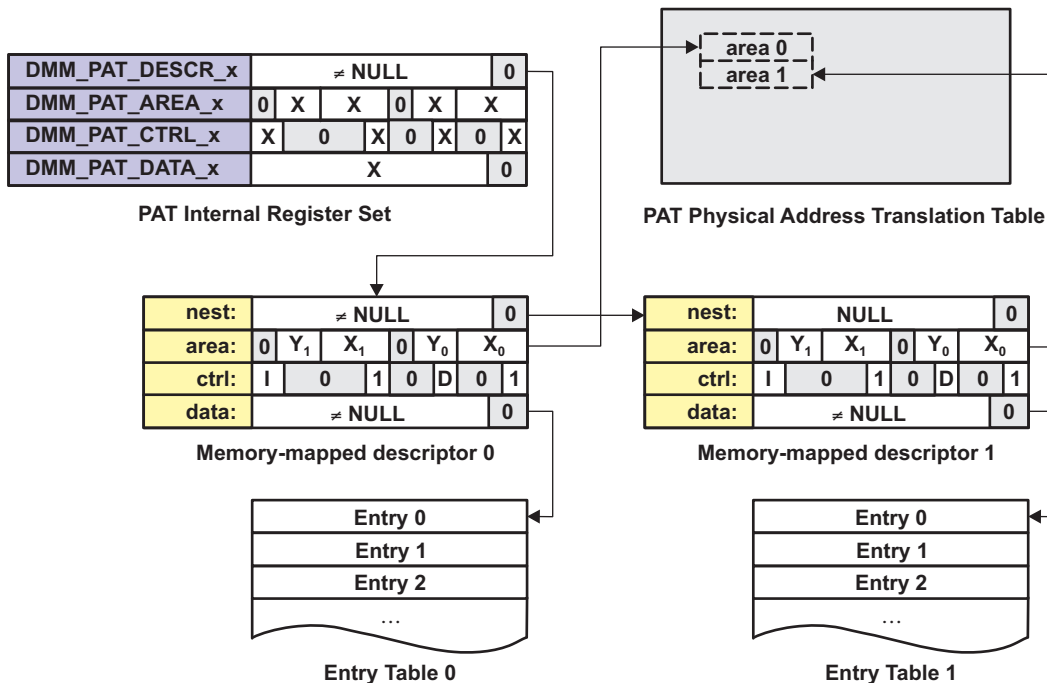 DMM_PAT_DESCR_x ≠ NULL 0
DMM_PAT_AREA_x 0 X X 0 X X
DMM_PAT_CTRL_x X 0 X 0 X 0 X
DMM_PAT_DATA_x X 0
PAT Internal Register Set
area 0
area 1
PAT Physical Address Translation Table
nest: ≠ NULL 0
area: 0 Y₁ X₁ 0 Y₀ X₀
ctrl: I 0 1 0 D 0 1
data: ≠ NULL 0
Memory-mapped descriptor 0
nest: NULL 0
area: 0 Y₁ X₁ 0 Y₀ X₀
ctrl: I 0 1 0 D 0 1
data: ≠ NULL 0
Memory-mapped descriptor 1
Entry 0
Entry 1
Entry 2
...
Entry Table 0
Entry 0
Entry 1
Entry 2
...
Entry Table 1